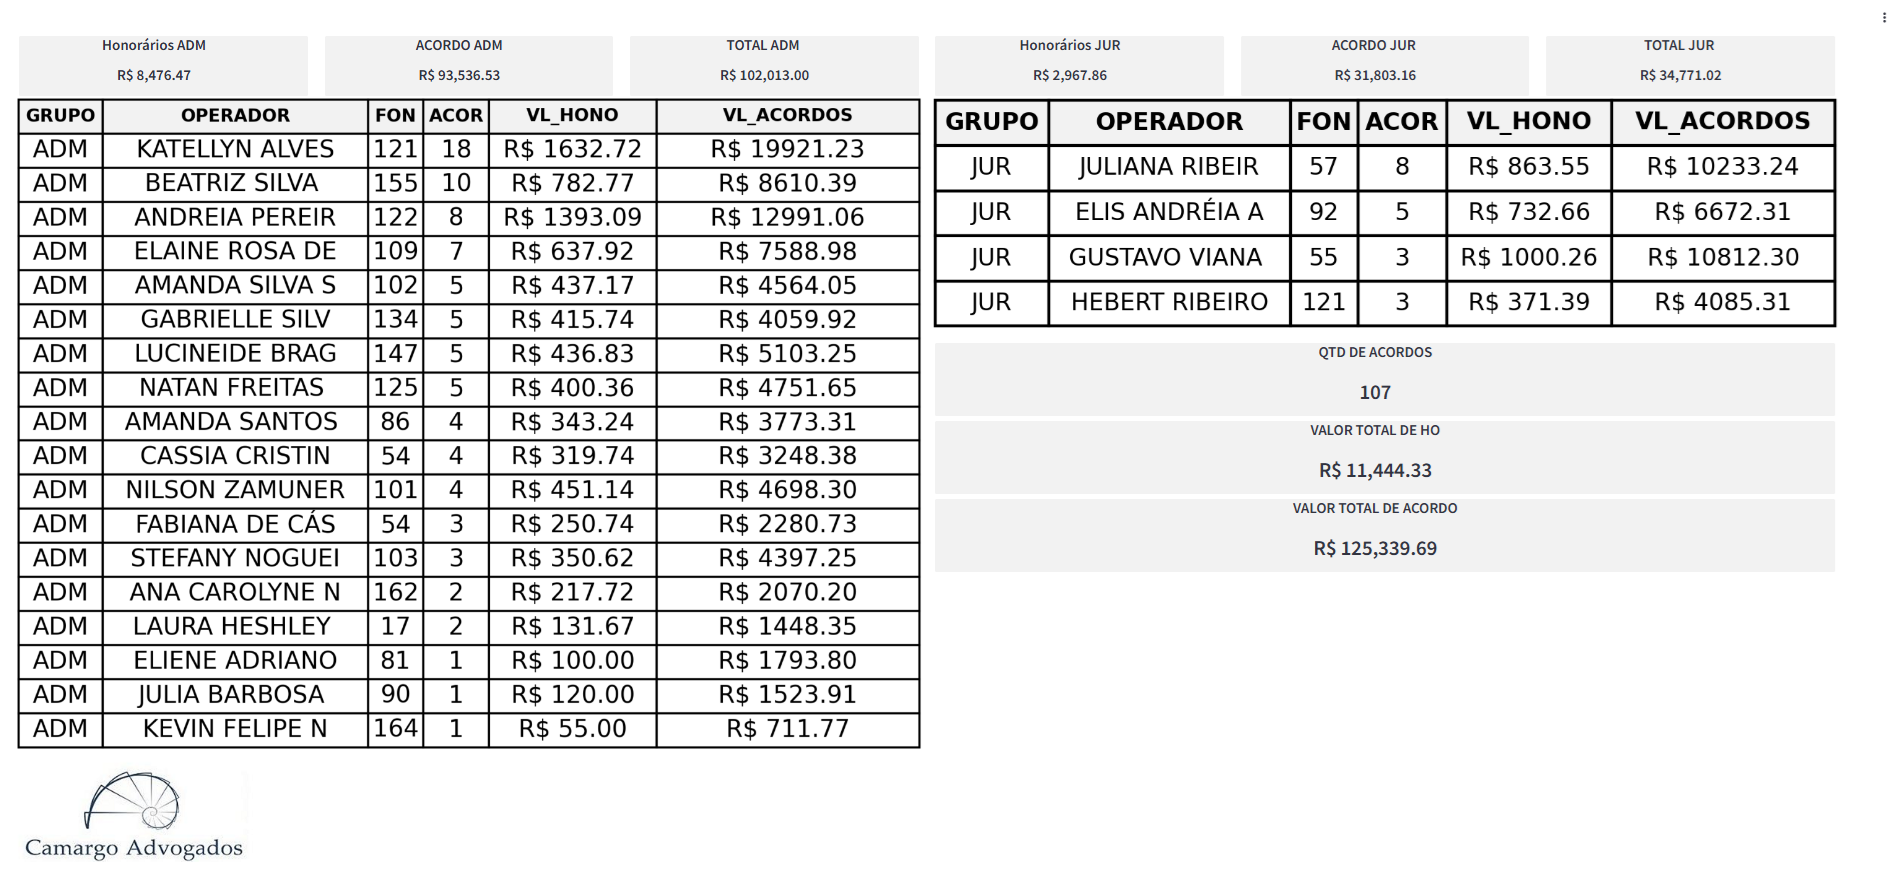 Honorários ADM ACORDO ADM TOTAL ADM
R$ 8,476.47 R$ 93,536.53 R$ 102,013.00
GRUPO OPERADOR FON ACOR VL_HONO VL_ACORDOS
ADM KATELLYN ALVES 121 18 R$ 1632.72 R$ 19921.23
ADM BEATRIZ SILVA 155 10 R$ 782.77 R$ 8610.39
ADM ANDREIA PEREIR 122 8 R$ 1393.09 R$ 12991.06
ADM ELAINE ROSA DE 109 7 R$ 637.92 R$ 7588.98
ADM AMANDA SILVA S 102 5 R$ 437.17 R$ 4564.05
ADM GABRIELLE SILV 134 5 R$ 415.74 R$ 4059.92
ADM LUCINEIDE BRAG 147 5 R$ 436.83 R$ 5103.25
ADM NATAN FREITAS 125 5 R$ 400.36 R$ 4751.65
ADM AMANDA SANTOS 86 4 R$ 343.24 R$ 3773.31
ADM CASSIA CRISTIN 54 4 R$ 319.74 R$ 3248.38
ADM NILSON ZAMUNER 101 4 R$ 451.14 R$ 4698.30
ADM FABIANA DE CÁS 54 3 R$ 250.74 R$ 2280.73
ADM STEFANY NOGUEI 103 3 R$ 350.62 R$ 4397.25
ADM ANA CAROLYNE N 162 2 R$ 217.72 R$ 2070.20
ADM LAURA HESHLEY 17 2 R$ 131.67 R$ 1448.35
ADM ELIENE ADRIANO 81 1 R$ 100.00 R$ 1793.80
ADM JULIA BARBOSA 90 1 R$ 120.00 R$ 1523.91
ADM KEVIN FELIPE N 164 1 R$ 55.00 R$ 711.77
Camargo Advogados
Honorários JUR ACORDO JUR TOTAL JUR
R$ 2,967.86 R$ 31,803.16 R$ 34,771.02
GRUPO OPERADOR FON ACOR VL_HONO VL_ACORDOS
JUR JULIANA RIBEIR 57 8 R$ 863.55 R$ 10233.24
JUR ELIS ANDRÉIA A 92 5 R$ 732.66 R$ 6672.31
JUR GUSTAVO VIANA 55 3 R$ 1000.26 R$ 10812.30
JUR HEBERT RIBEIRO 121 3 R$ 371.39 R$ 4085.31
QTD DE ACORDOS
107
VALOR TOTAL DE HO
R$ 11,444.33
VALOR TOTAL DE ACORDO
R$ 125,339.69